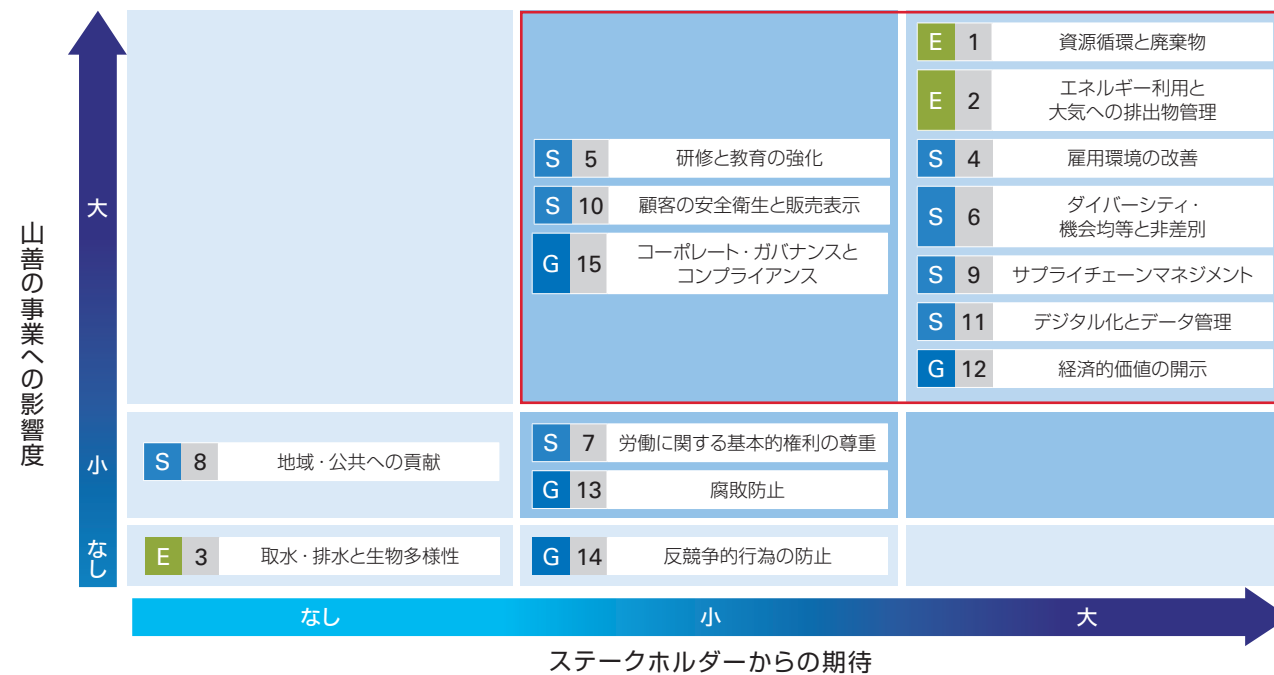 山善の事業への影響度
大
小
なし
E 1 資源循環と廃棄物
E 2 エネルギー利用と
大気への排出物管理
S 5 研修と教育の強化
S 4 雇用環境の改善
S 10 顧客の安全衛生と販売表示
S 6 ダイバーシティ・
機会均等と非差別
G 15 コーポレート・ガバナンスと
コンプライアンス
S 9 サプライチェーンマネジメント
S 11 デジタル化とデータ管理
G 12 経済的価値の開示
S 8 地域・公共への貢献
S 7 労働に関する基本的権利の尊重
G 13 腐敗防止
E 3 取水・排水と生物多様性
G 14 反競争的行為の防止
なし
小
大
ステークホルダーからの期待